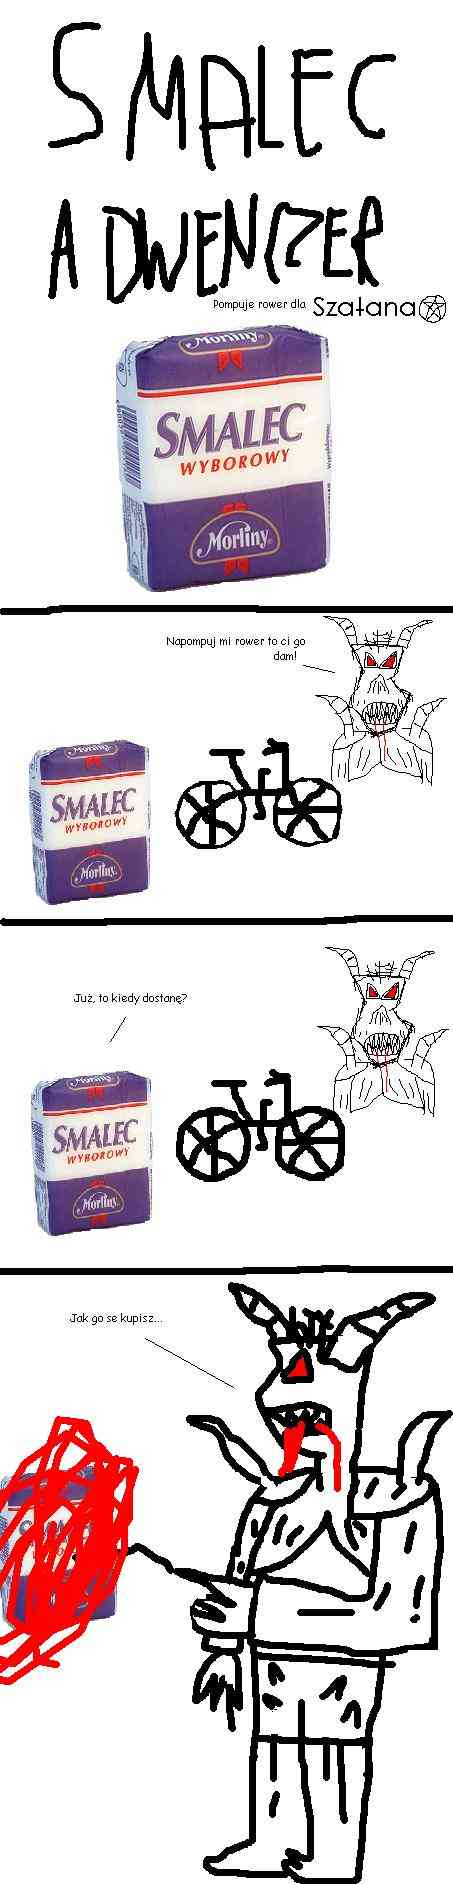 SMALEC
ADWENCZER
Pompuje rower dla Szatana
Morliny
SMALEC
WYBOROWY
Morliny
Napompuj mi rower to ci go
dam!
Morliny
SMALEC
WYBOROWY
Morliny
Już, to kiedy dostanę?
Morliny
SMALEC
WYBOROWY
Morliny
Jak go se kupisz...